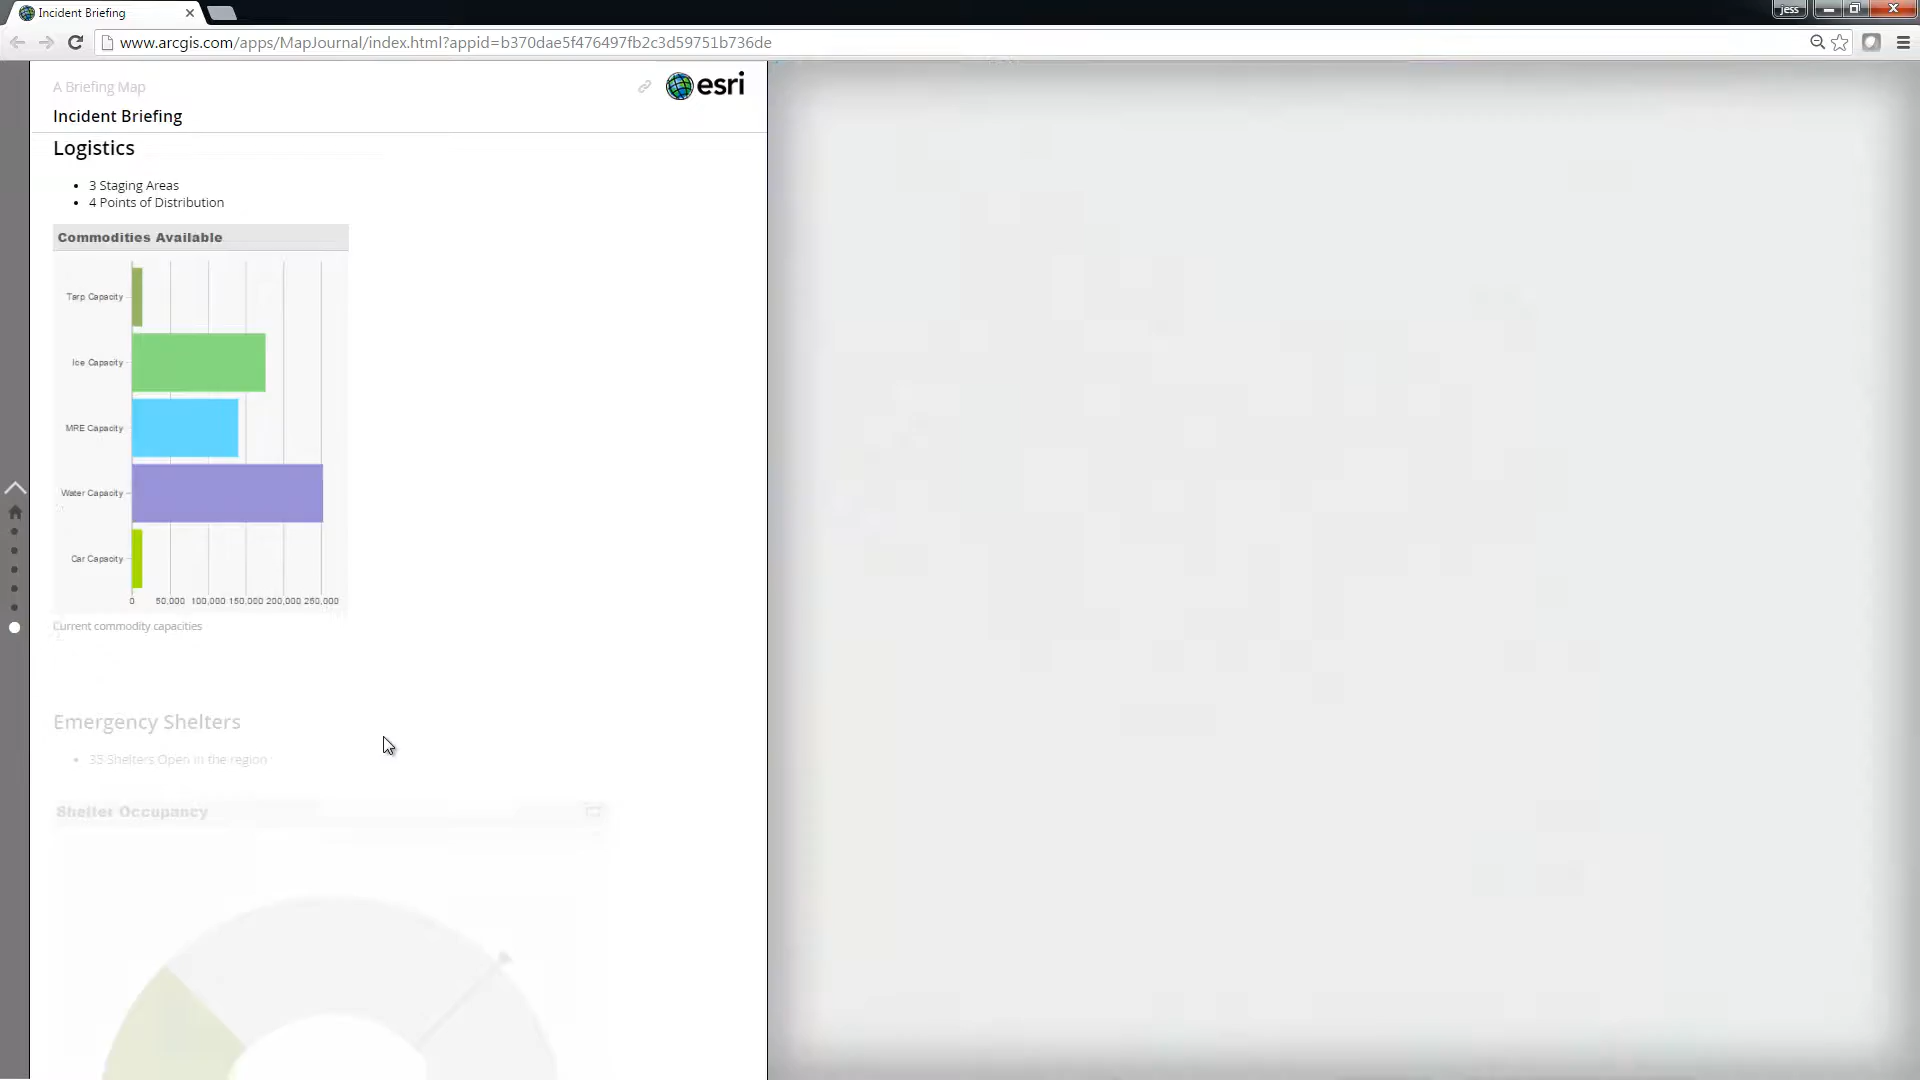 Incident Briefing
jess
www.arcgis.com/apps/MapJournal/index.html?appid=b370dae5f476497fb2c3d59751b736de
A Briefing Map
esri
Incident Briefing
Logistics
• 3 Staging Areas
• 4 Points of Distribution
Commodities Available
Tarp Capacity
Ice Capacity
MRE Capacity
Water Capacity
Car Capacity
0 50,000 100,000 150,000 200,000 250,000
Current commodity capacities
Emergency Shelters
• 33 Shelters Open in the region
Shelter Occupancy